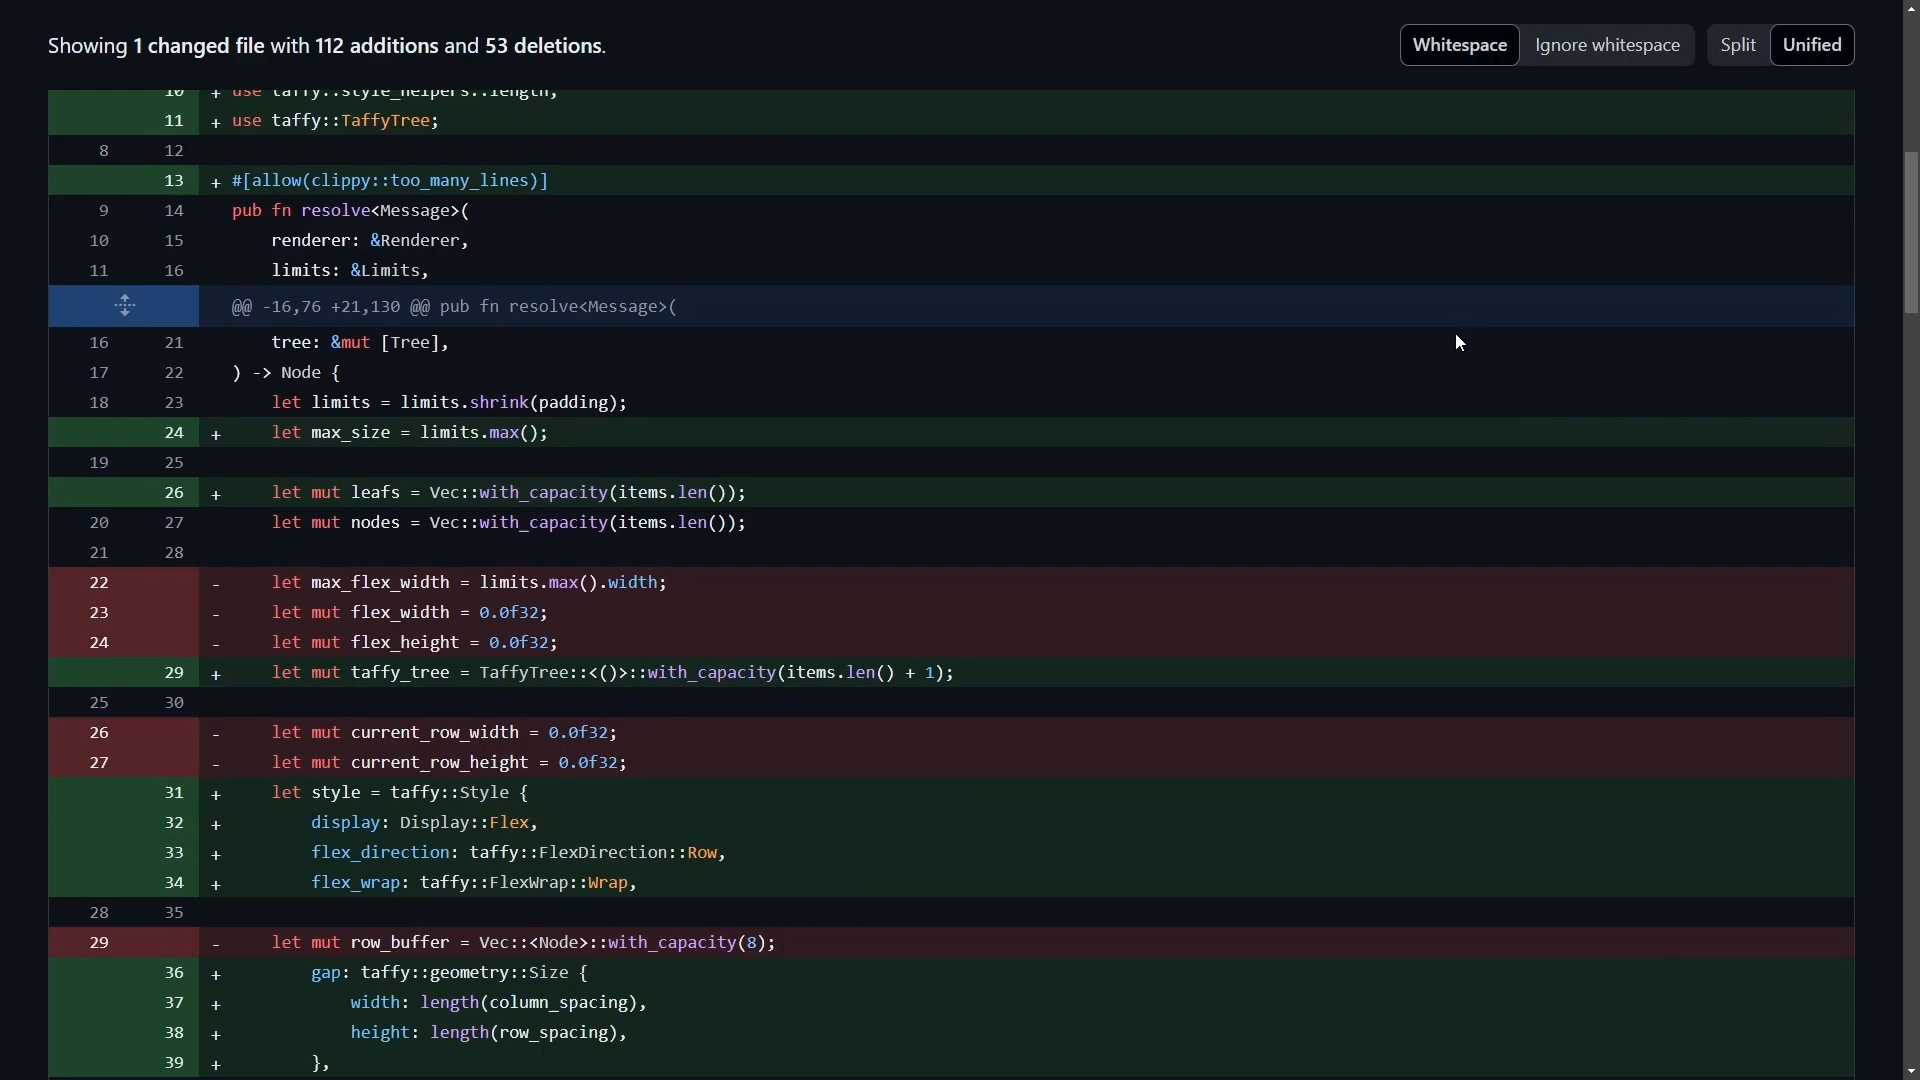 Showing 1 changed file with 112 additions and 53 deletions.
Whitespace Ignore whitespace Split Unified
10 + use taffy::style_helpers::length;
11 + use taffy::TaffyTree;
8 12
13 + #[allow(clippy::too_many_lines)]
9 14 pub fn resolve<Message>(
10 15 renderer: &Renderer,
11 16 limits: &Limits,
@@ -16,76 +21,130 @@ pub fn resolve<Message>(
16 21 tree: &mut [Tree],
17 22 ) -> Node {
18 23 let limits = limits.shrink(padding);
24 + let max_size = limits.max();
19 25
26 + let mut leafs = Vec::with_capacity(items.len());
20 27 let mut nodes = Vec::with_capacity(items.len());
21 28
22 - let max_flex_width = limits.max().width;
23 - let mut flex_width = 0.0f32;
24 - let mut flex_height = 0.0f32;
29 + let mut taffy_tree = TaffyTree::<()>::with_capacity(items.len() + 1);
25 30
26 - let mut current_row_width = 0.0f32;
27 - let mut current_row_height = 0.0f32;
31 + let style = taffy::Style {
32 + display: Display::Flex,
33 + flex_direction: taffy::FlexDirection::Row,
34 + flex_wrap: taffy::FlexWrap::Wrap,
28 35
29 - let mut row_buffer = Vec::<Node>::with_capacity(8);
36 + gap: taffy::geometry::Size {
37 + width: length(column_spacing),
38 + height: length(row_spacing),
39 + },